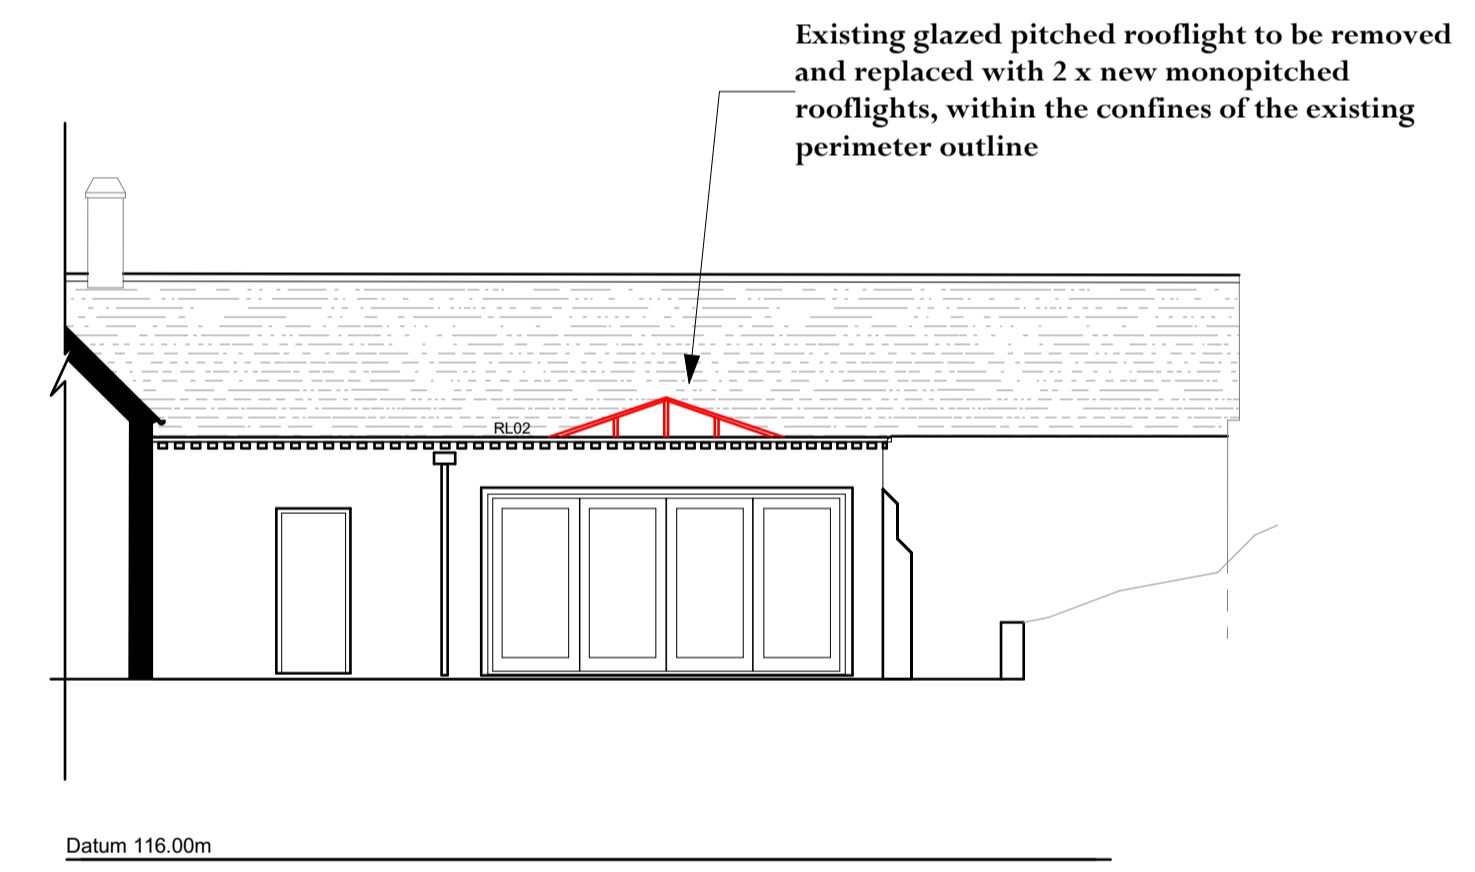 Existing glazed pitched rooflight to be removed
and replaced with 2 x new monopitched
rooflights, within the confines of the existing
perimeter outline
RL02
Datum 116.00m